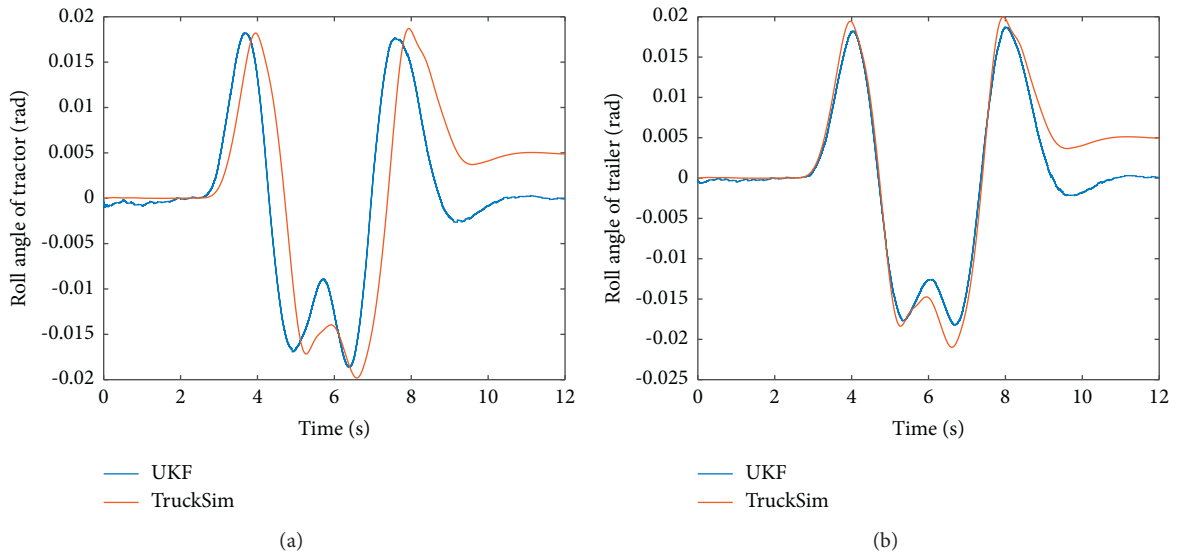 Roll angle of tractor (rad)
0.02
0.015
0.01
0.005
0
-0.005
-0.01
-0.015
-0.02
0 2 4 6 8 10 12
Time (s)
UKF
TruckSim
(a)
Roll angle of trailer (rad)
0.02
0.015
0.01
0.005
0
-0.005
-0.01
-0.015
-0.02
-0.025
0 2 4 6 8 10 12
Time (s)
UKF
TruckSim
(b)